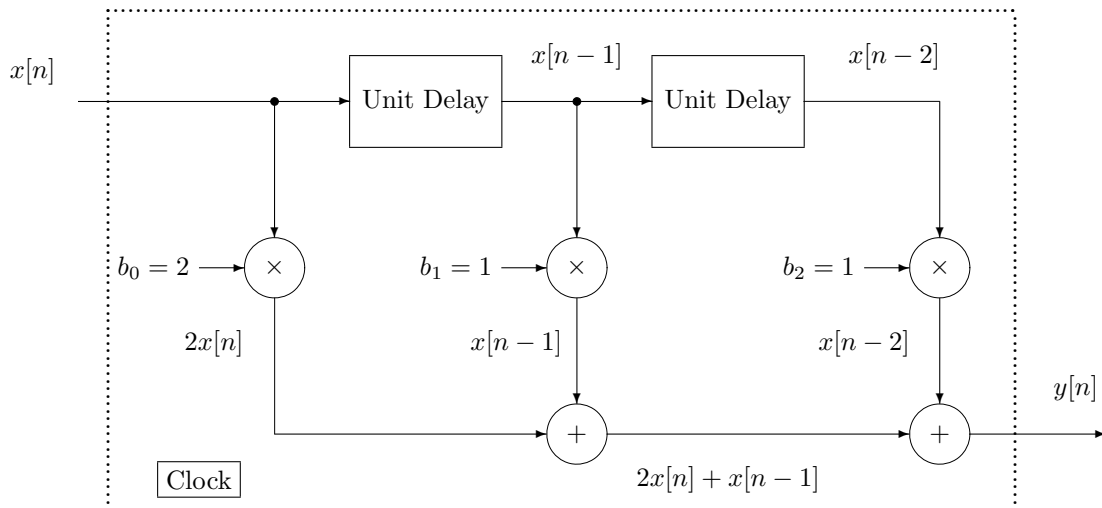 x[n]
x[n − 1]
x[n − 2]
Unit Delay
Unit Delay
b₀ = 2
×
b₁ = 1
×
b₂ = 1
×
2x[n]
x[n − 1]
x[n − 2]
y[n]
+
+
Clock
2x[n] + x[n − 1]